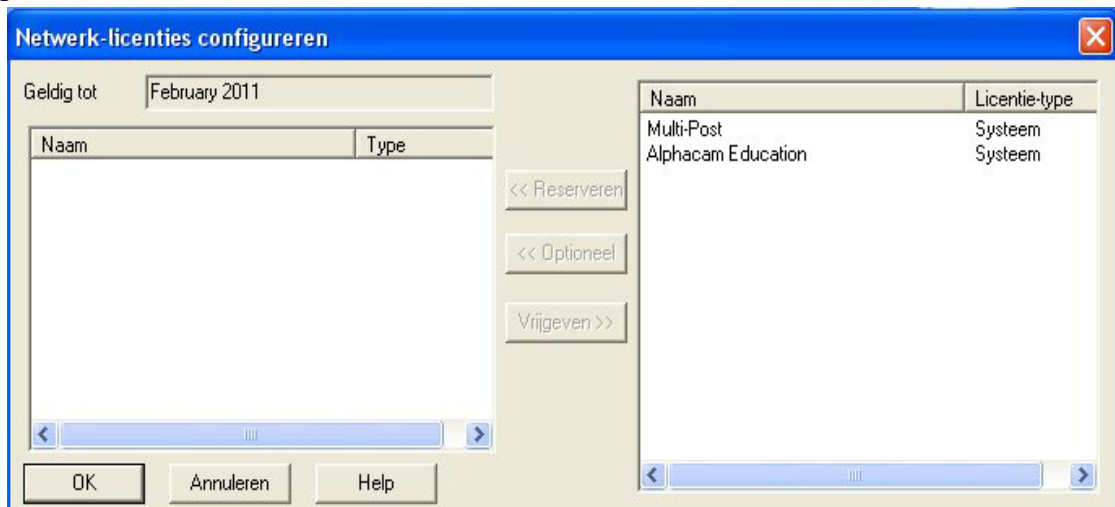 Netwerk-licenties configureren
Geldig tot February 2011
Naam Type
<< Reserveren
<< Optioneel
Vrijgeven >>
Naam Licentie-type
Multi-Post Systeem
Alphacam Education Systeem
OK Annuleren Help